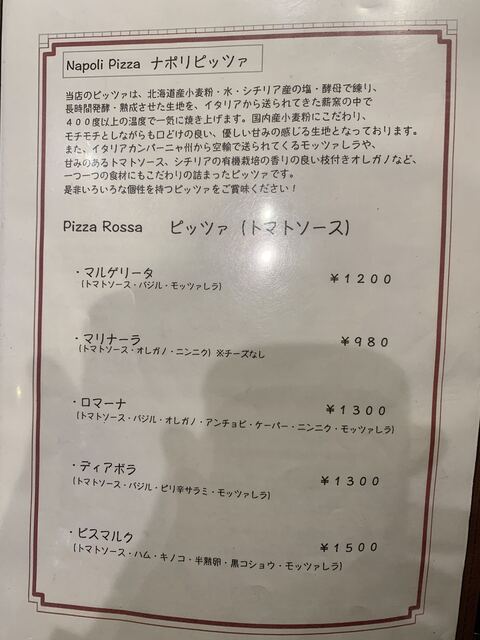 Napoli Pizza ナポリピッツァ
当店のピッツァは、北海道産小麦粉・水・シチリア産の塩・酵母で練り、
長時間発酵・熟成させた生地を、イタリアから送られてきた薪窯の中で
４００度以上の温度で一気に焼き上げます。国内産小麦粉にこだわり、
モチモチとしながらも口どけの良い、優しい甘みの感じる生地となっております。
また、イタリアカンパーニャ州から空輸で送られてくるモッツァレラや、
甘みのあるトマトソース、シチリアの有機栽培の香りの良い枝付きオレガノなど、
一つ一つの食材にもこだわりの詰まったピッツァです。
是非いろいろな個性を持つピッツァをご賞味ください！
Pizza Rossa ピッツァ（トマトソース）
・マルゲリータ ￥１２００
（トマトソース・バジル・モッツァレラ）
・マリナーラ ￥９８０
（トマトソース・オレガノ・ニンニク）※チーズなし
・ロマーナ ￥１３００
（トマトソース・バジル・オレガノ・アンチョビ・ケーパー・ニンニク・モッツァレラ）
・ディアボラ ￥１３００
（トマトソース・バジル・ピリ辛サラミ・モッツァレラ）
・ビスマルク ￥１５００
（トマトソース・ハム・キノコ・半熟卵・黒コショウ・モッツァレラ）